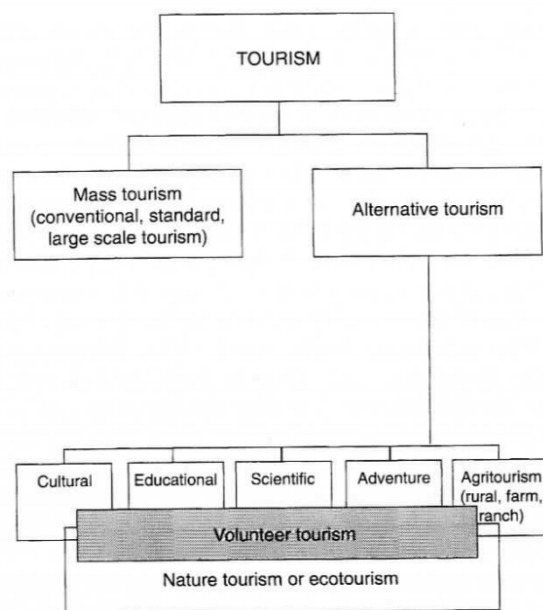 TOURISM
Mass tourism
(conventional, standard,
large scale tourism)
Alternative tourism
Cultural
Educational
Scientific
Adventure
Agritourism
(rural, farm,
ranch)
Volunteer tourism
Nature tourism or ecotourism